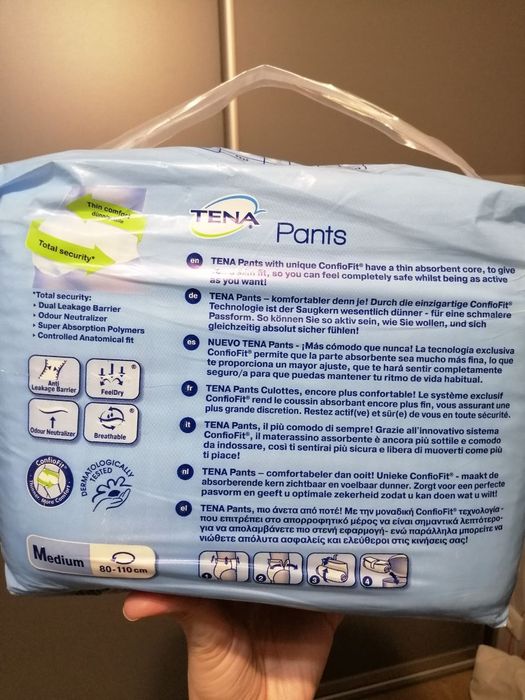 Thin comfort
Total security*
TENA
Pants
*Total security:
› Dual Leakage Barrier
› Odour Neutralizer
› Super Absorption Polymers
› Controlled Anatomical fit
Anti
Leakage Barrier
FeelDry
Odour Neutralizer
Breathable
ConfioFit®
Thinner. More Comfort
DERMATOLOGICALLY
TESTED
Medium
80-110 cm
en TENA Pants with unique ConfioFit® have a thin absorbent core, to give
fit, so you can feel completely safe whilst being as active
as you want!
de TENA Pants – komfortabler denn je! Durch die einzigartige ConfioFit®
Technologie ist der Saugkern wesentlich dünner - für eine schmalere
Passform. So können Sie so aktiv sein, wie Sie wollen, und sich
gleichzeitig absolut sicher fühlen!
es NUEVO TENA Pants - ¡Más cómodo que nunca! La tecnología exclusiva
ConfioFit® permite que la parte absorbente sea mucho más fina, lo que
te proporciona un mayor ajuste, que te hará sentir completamente
seguro/a para que puedas mantener tu ritmo de vida habitual.
fr TENA Pants Culottes, encore plus confortable! Le système exclusif
ConfioFit® rend le coussin absorbant encore plus fin, vous assurant une
plus grande discretion. Restez actif(ve) et sûr(e) de vous en toute sécurité.
it TENA Pants, il più comodo di sempre! Grazie all'innovativo sistema
ConfioFit®, il materassino assorbente è ancora più sottile e comodo
da indossare, così ti sentirai più sicura e libera di muoverti come più
ti piace!
nl TENA Pants – comfortabeler dan ooit! Unieke ConfioFit® - maakt de
absorberende kern zichtbaar en voelbaar dunner. Zorgt voor een perfecte
pasvorm en geeft u optimale zekerheid zodat u kan doen wat u wilt!
el TENA Pants, πιο άνετα από ποτέ! Με την μοναδική ConfioFit® τεχνολογία -
που επιτρέπει στο απορροφητικό μέρος να είναι σημαντικά λεπτότερο-
για να απολαμβάνετε πιο στενή εφαρμογή- ενώ παράλληλα μπορείτε να
νιώθετε απόλυτα ασφαλείς και ελεύθεροι στις κινήσεις σας!
1 2 3 4